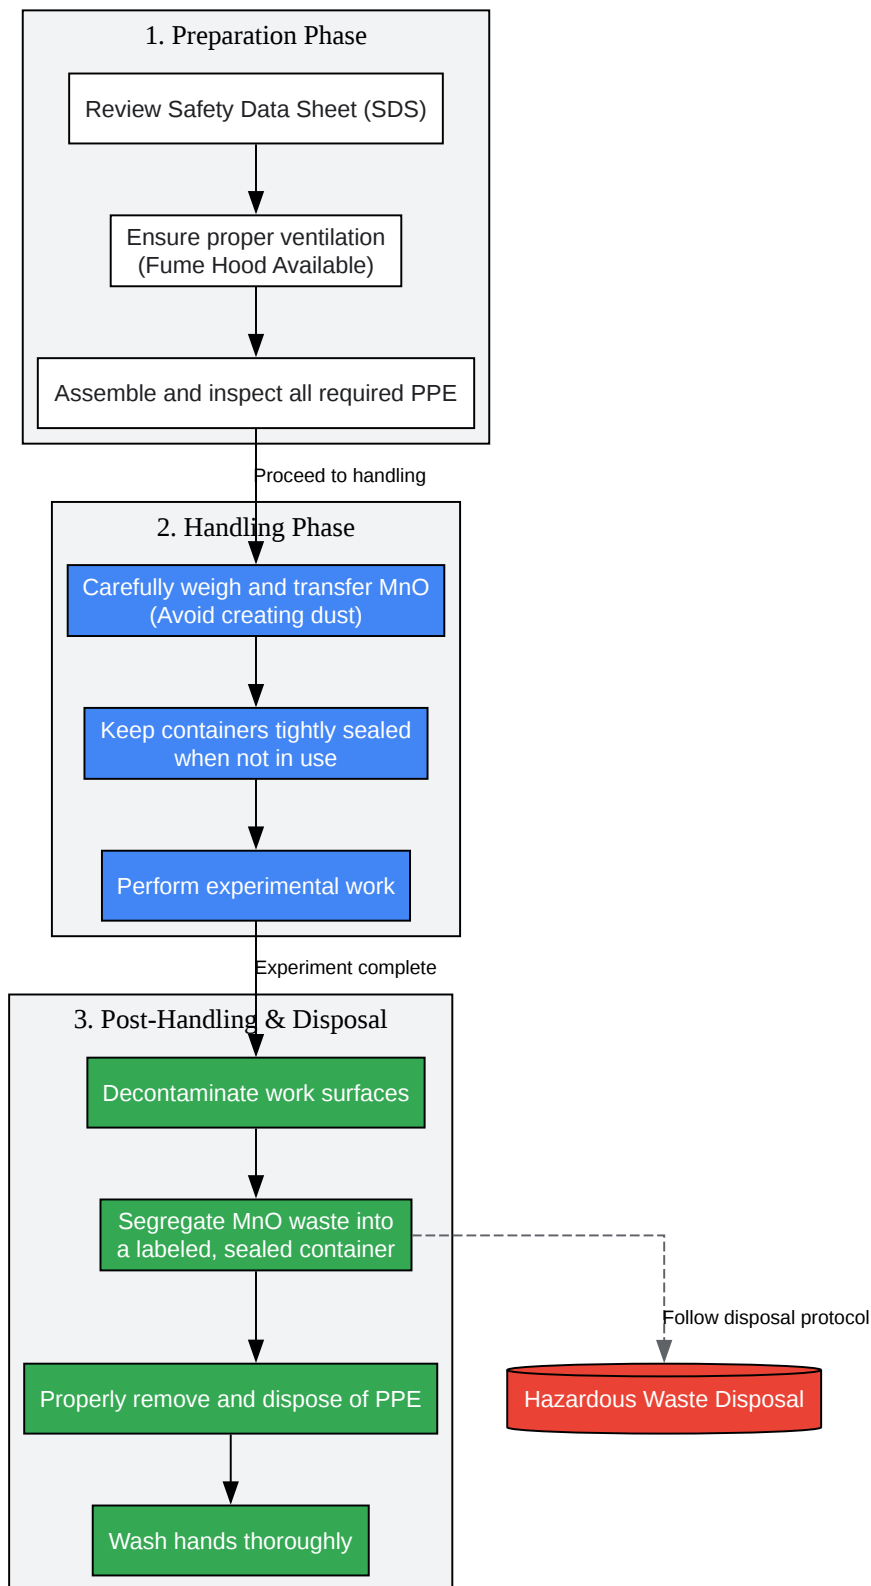 1. Preparation Phase
Review Safety Data Sheet (SDS)
Ensure proper ventilation
(Fume Hood Available)
Assemble and inspect all required PPE
Proceed to handling
2. Handling Phase
Carefully weigh and transfer MnO
(Avoid creating dust)
Keep containers tightly sealed
when not in use
Perform experimental work
Experiment complete
3. Post-Handling & Disposal
Decontaminate work surfaces
Segregate MnO waste into
a labeled, sealed container
Follow disposal protocol
Properly remove and dispose of PPE
Hazardous Waste Disposal
Wash hands thoroughly